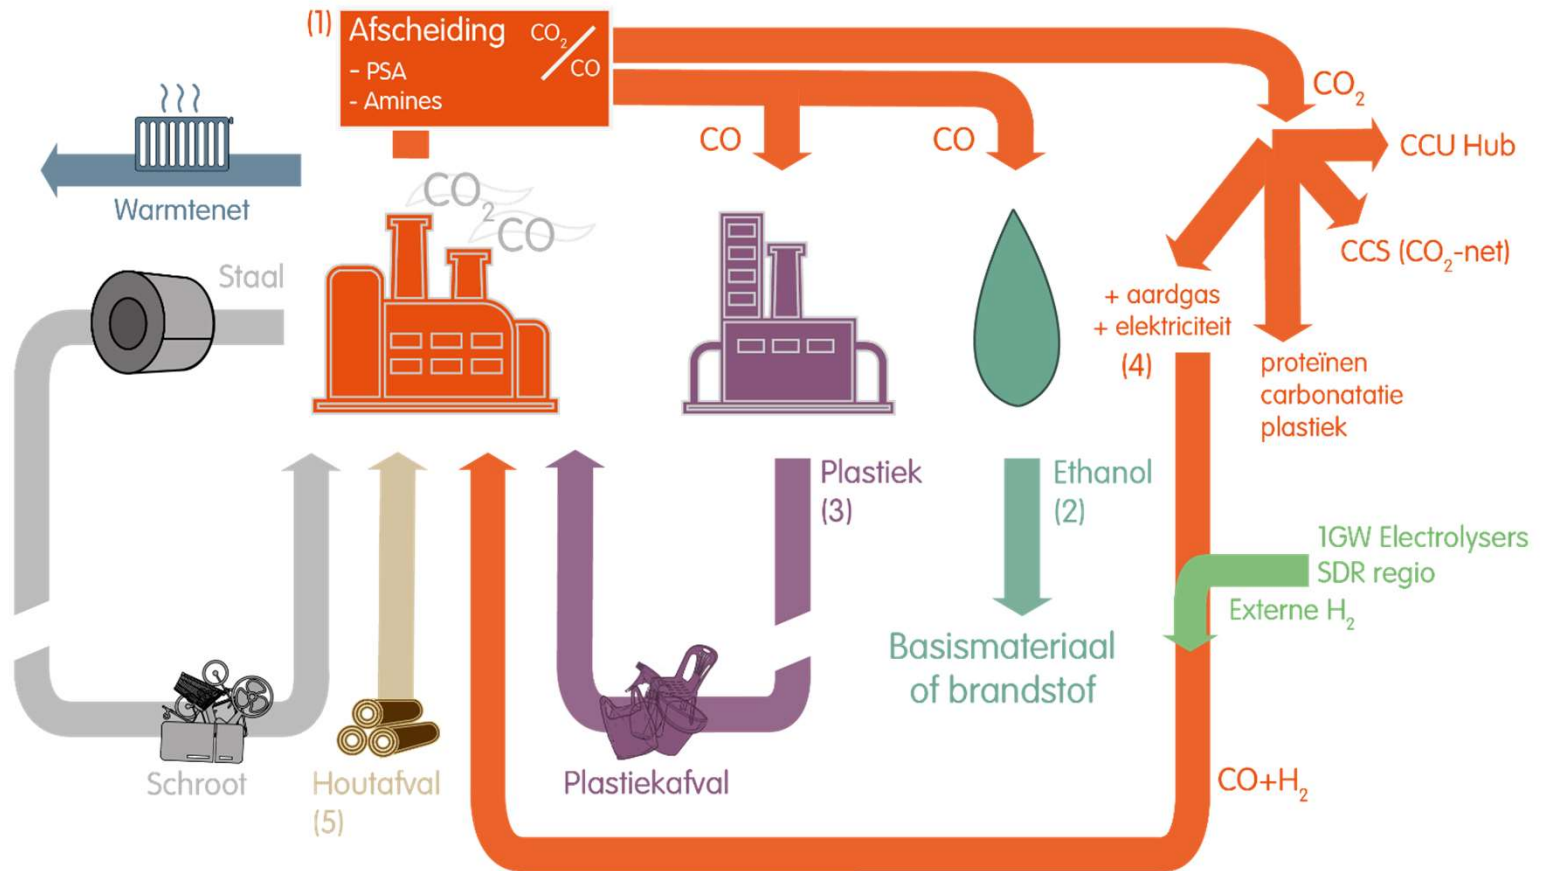 (1)
Afscheiding
CO₂
CO
- PSA
- Amines
CO₂
CO
CO
CCU Hub
Warmtenet
CO₂
CO
CCS (CO₂-net)
Staal
+ aardgas
+ elektriciteit
(4)
proteïnen
carbonatatie
plastiek
Plastiek
(3)
Ethanol
(2)
1GW Electrolysers
SDR regio
Externe H₂
Basismateriaal
of brandstof
Schroot
Houtafval
(5)
Plastiekafval
CO+H₂